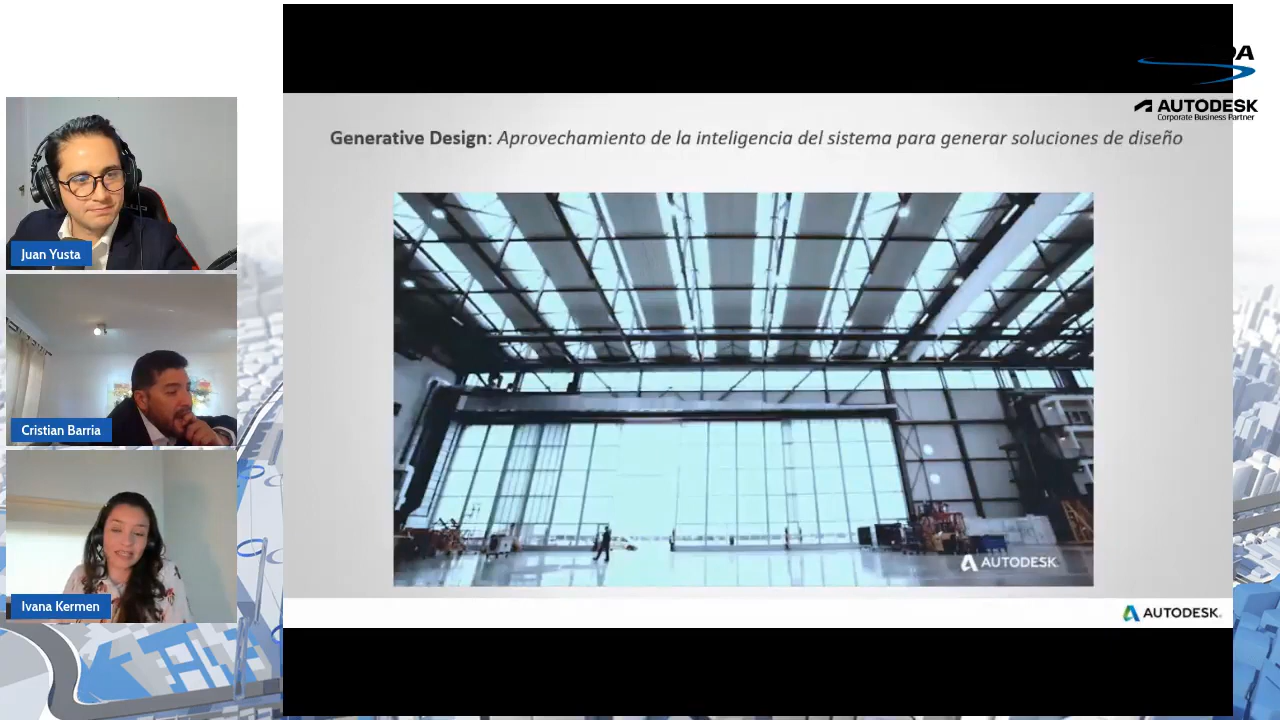 AUTODESK
Corporate Business Partner
Generative Design: Aprovechamiento de la inteligencia del sistema para generar soluciones de diseño
Juan Yusta
Cristian Barria
Ivana Kermen
AUTODESK
AUTODESK